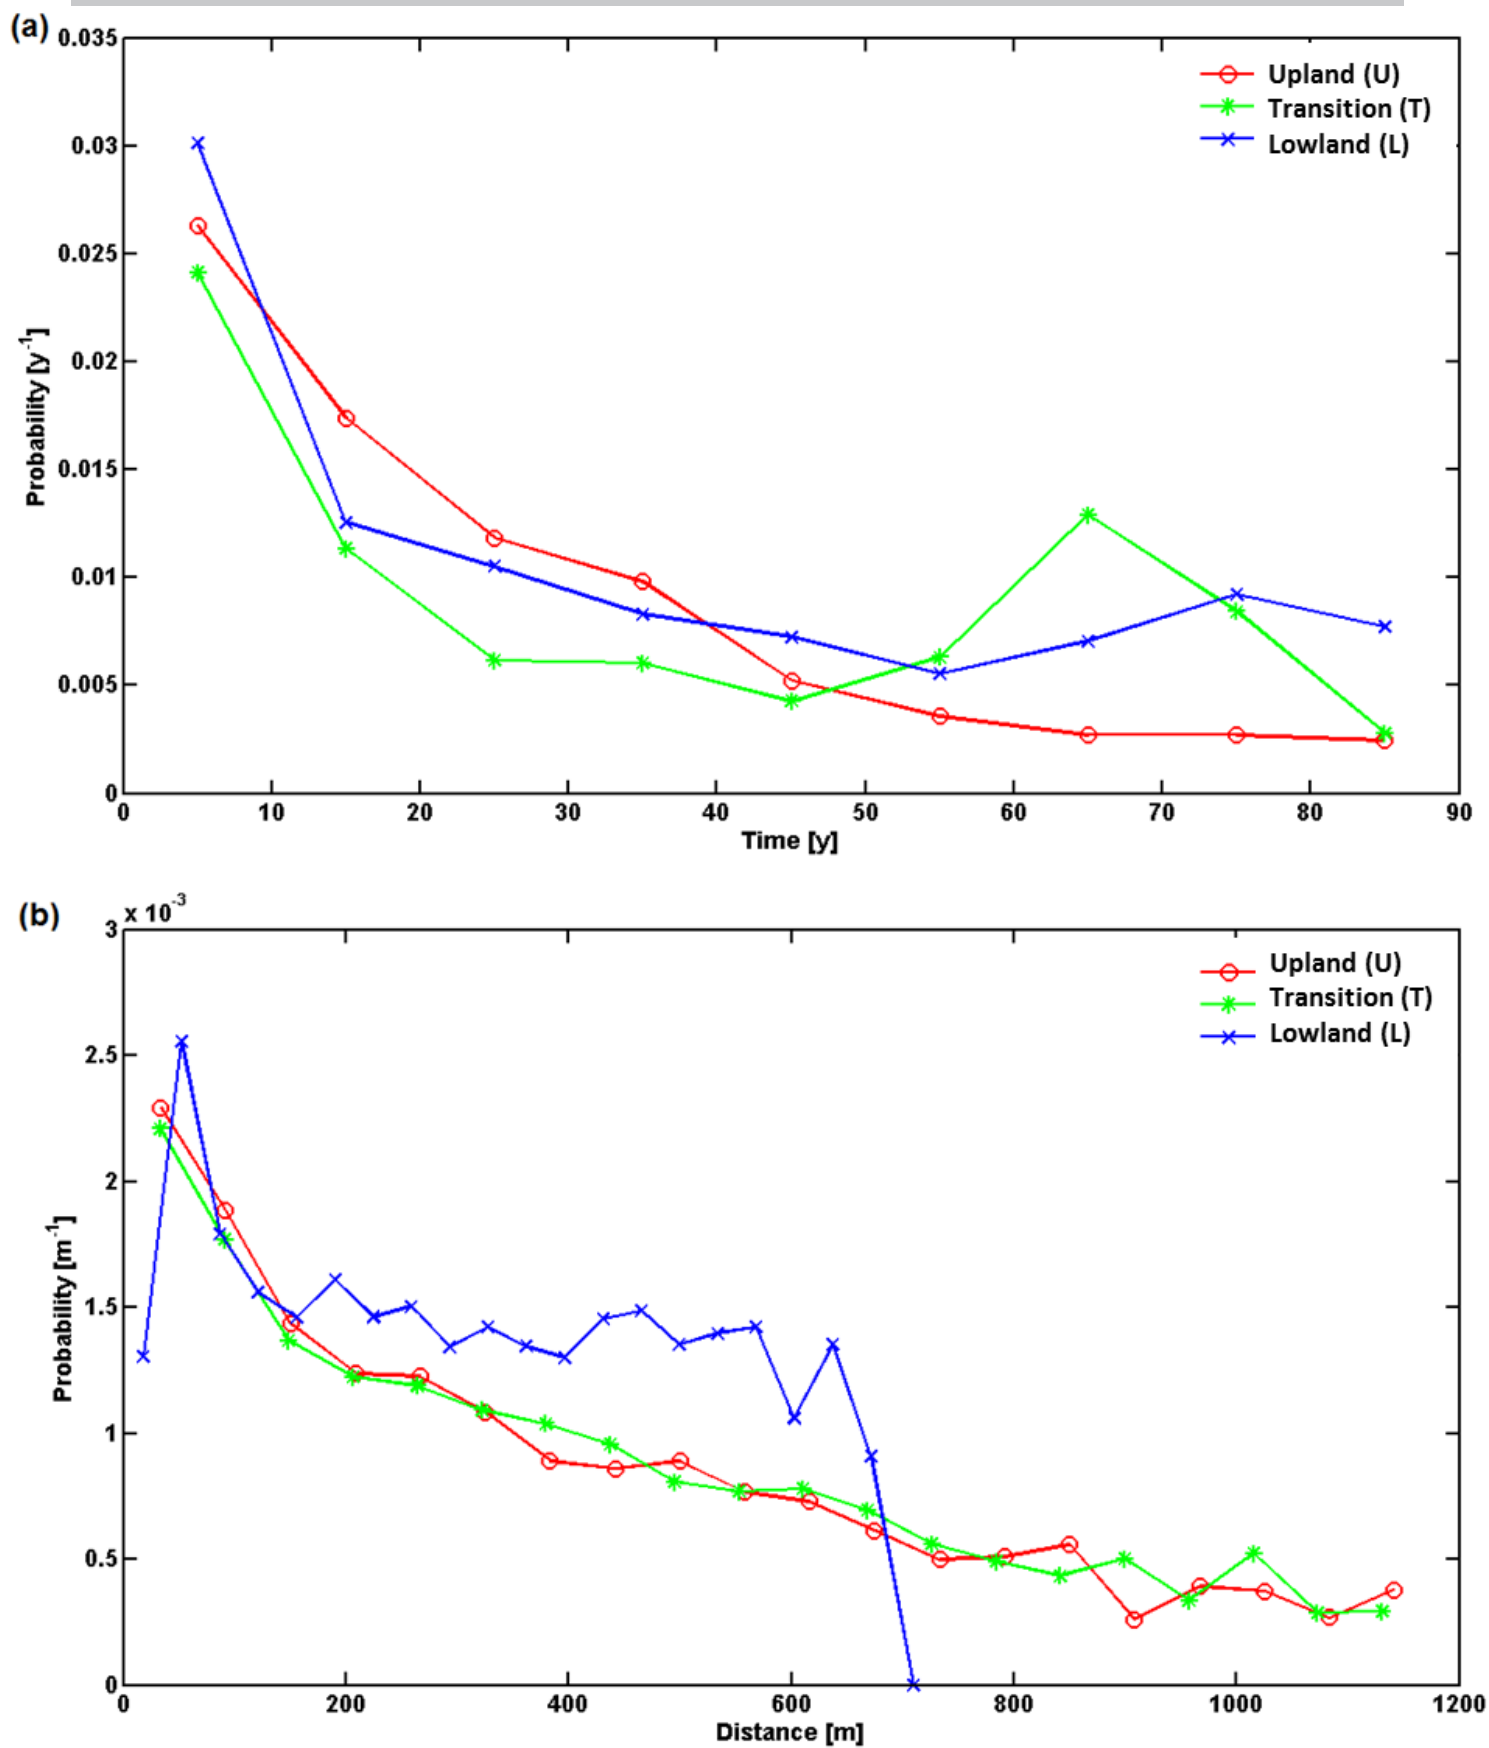 (a)
0.035
0.03
0.025
0.02
0.015
0.01
0.005
0
Probability [y-1]
Upland (U)
Transition (T)
Lowland (L)
0 10 20 30 40 50 60 70 80 90
Time [y]
(b)
x 10-3
3
2.5
2
1.5
1
0.5
0
Probability [m-1]
Upland (U)
Transition (T)
Lowland (L)
0 200 400 600 800 1000 1200
Distance [m]